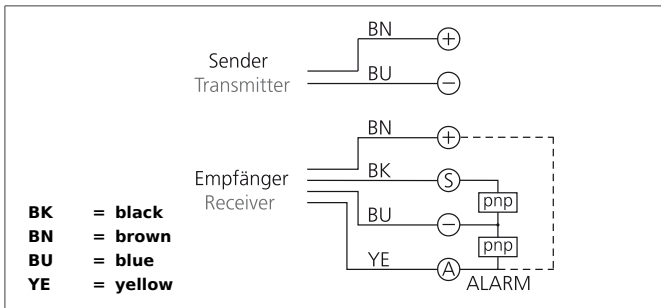 BN
+
Sender
Transmitter
BU
−
BN
+
BK
S
Empfänger
Receiver
pnp
BU
−
pnp
YE
A
ALARM
BK = black
BN = brown
BU = blue
YE = yellow